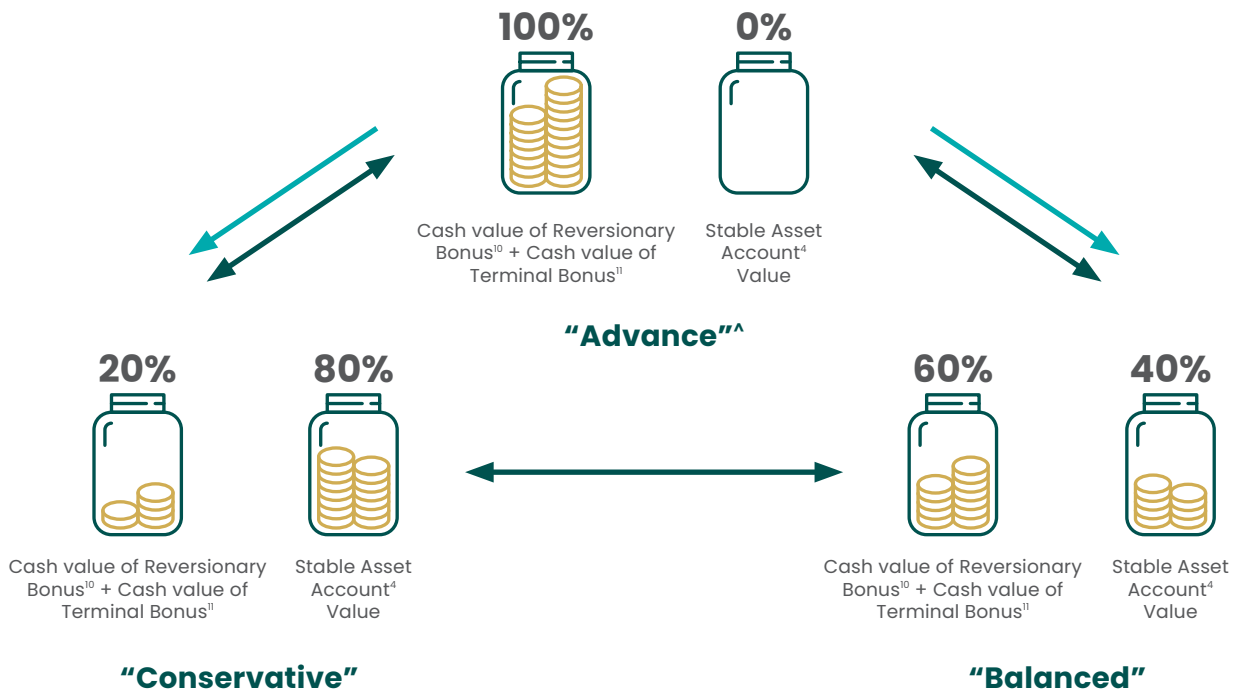 100%
0%
Cash value of Reversionary
Bonus¹⁰ + Cash value of
Terminal Bonus¹¹
Stable Asset
Account⁴
Value
“Advance”^
20%
80%
Cash value of Reversionary
Bonus¹⁰ + Cash value of
Terminal Bonus¹¹
Stable Asset
Account⁴
Value
“Conservative”
60%
40%
Cash value of Reversionary
Bonus¹⁰ + Cash value of
Terminal Bonus¹¹
Stable Asset
Account⁴
Value
“Balanced”